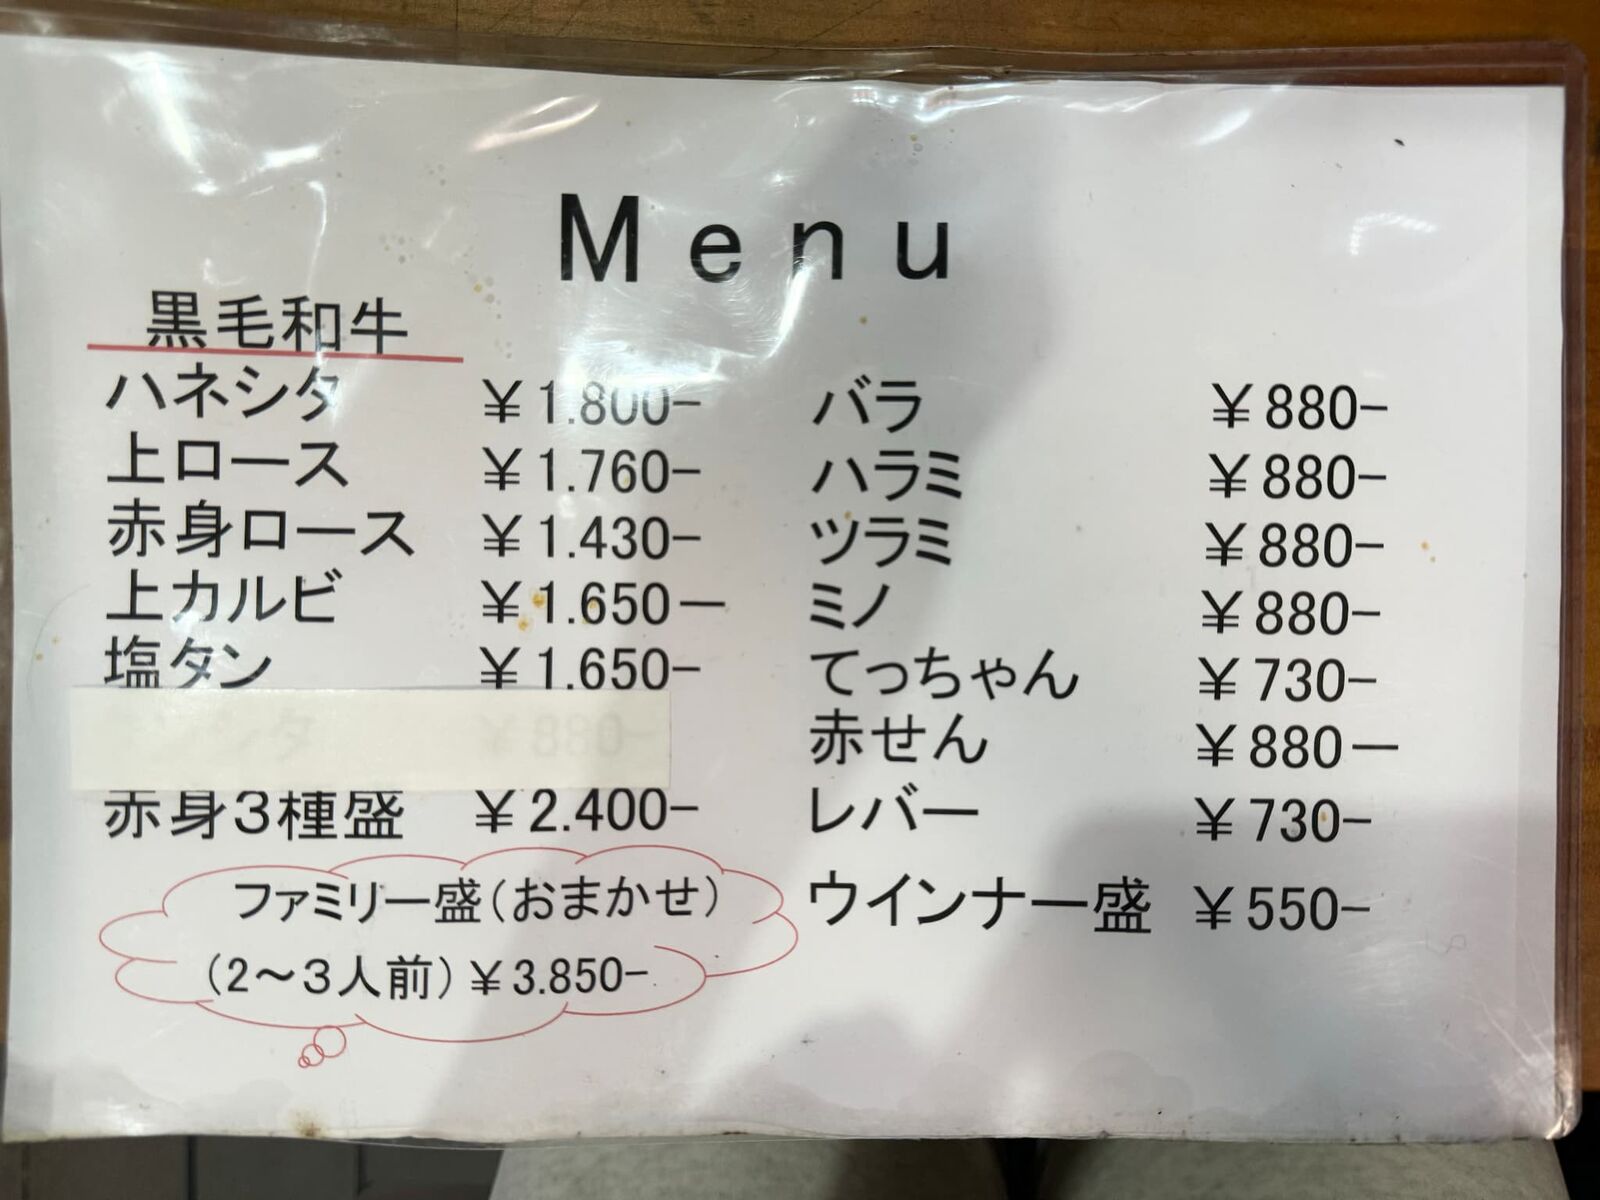 Menu
黒毛和牛
ハネシタ ¥1.800-
上ロース ¥1.760-
赤身ロース ¥1.430-
上カルビ ¥1.650ー
塩タン ¥1.650-
¥880-
赤身3種盛 ¥2.400-
ファミリー盛(おまかせ)
(2~3人前)¥3.850-
バラ ¥880-
ハラミ ¥880-
ツラミ ¥880-
ミノ ¥880-
てっちゃん ¥730-
赤せん ¥880ー
レバー ¥730-
ウインナー盛 ¥550-